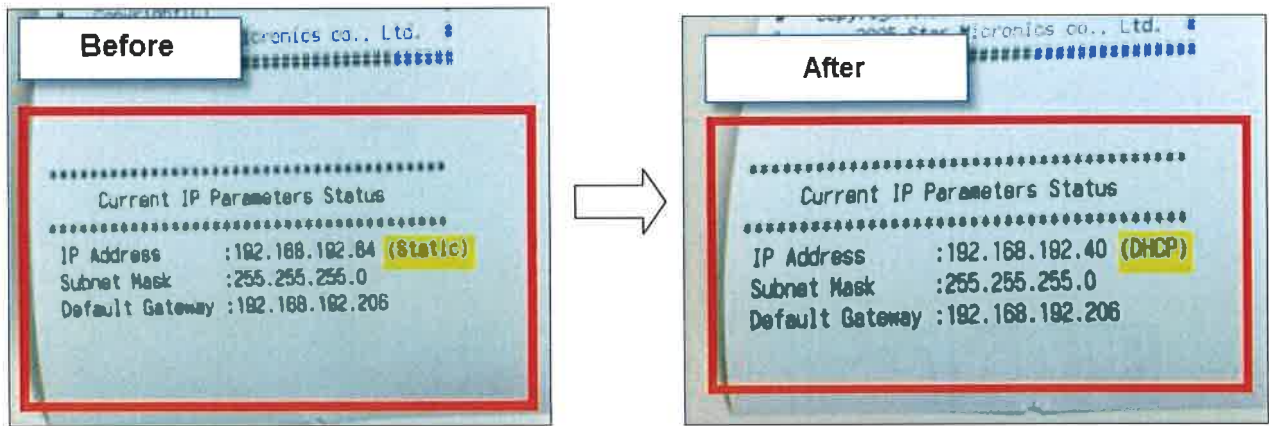 Before
icronics co., Ltd. *
**********************
****************************************
Current IP Parameters Status
****************************************
IP Address :192.168.192.64 (Static)
Subnet Mask :255.255.255.0
Default Gateway :192.168.192.206
After
Micronics co., Ltd. *
****************************************
Current IP Parameters Status
****************************************
IP Address :192.168.192.40 (DHCP)
Subnet Mask :255.255.255.0
Default Gateway :192.168.192.206